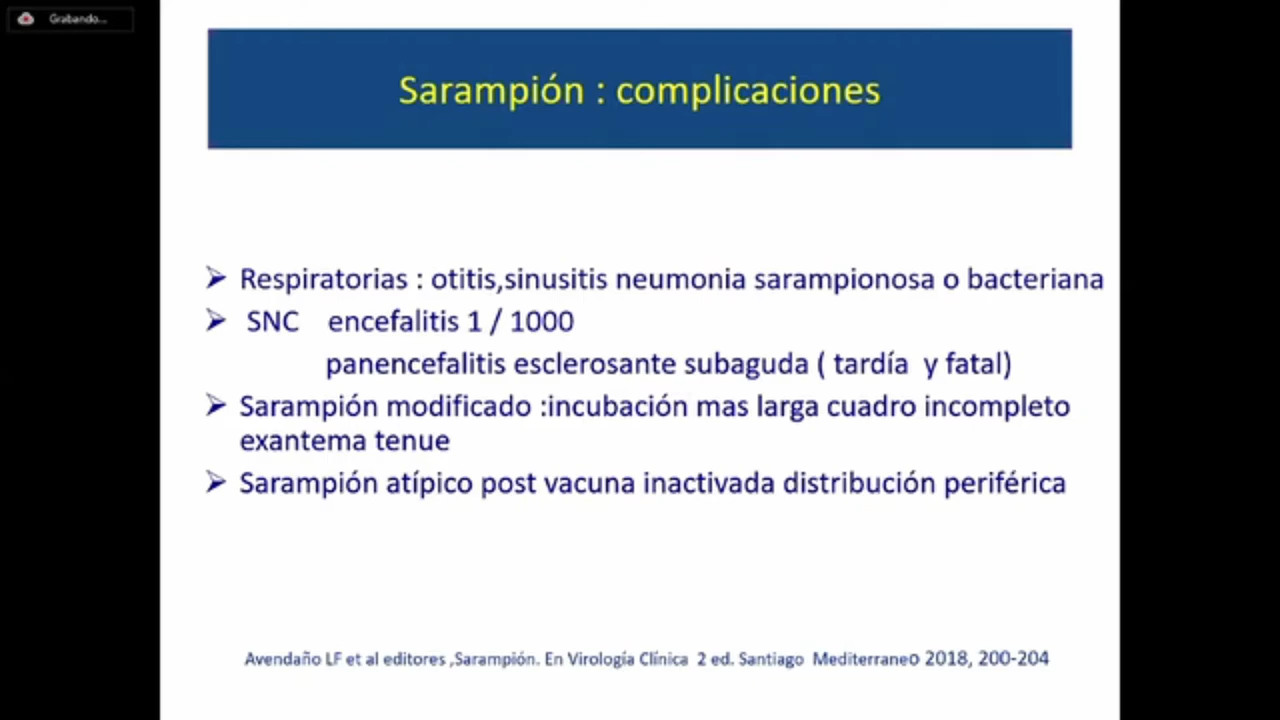 Grabando...
Sarampión : complicaciones
➢ Respiratorias : otitis,sinusitis neumonia sarampionosa o bacteriana
➢ SNC encefalitis 1 / 1000
panencefalitis esclerosante subaguda ( tardía y fatal)
➢ Sarampión modificado :incubación mas larga cuadro incompleto
exantema tenue
➢ Sarampión atípico post vacuna inactivada distribución periférica
Avendaño LF et al editores ,Sarampión. En Virología Clínica 2 ed. Santiago Mediterraneo 2018, 200-204